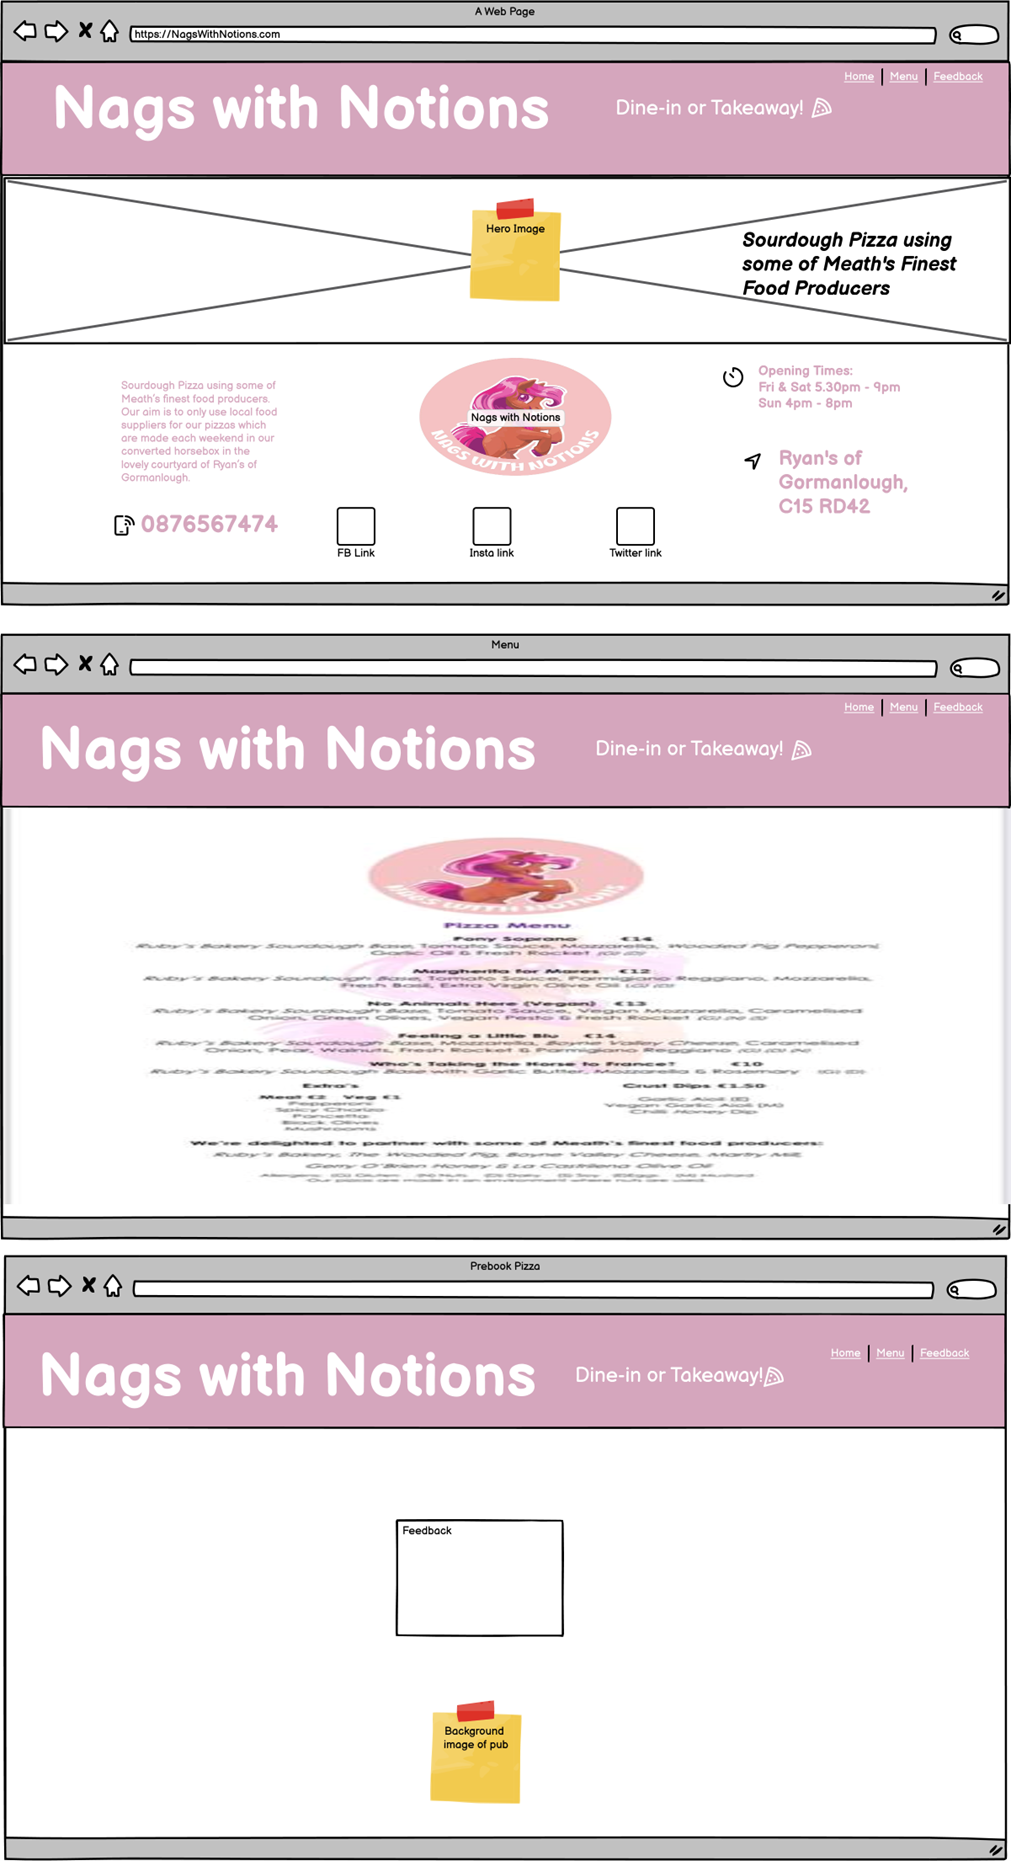 A Web Page
https://NagsWithNotions.com
Home | Menu | Feedback
Nags with Notions
Dine-in or Takeaway!
Hero Image
Sourdough Pizza using
some of Meath's Finest
Food Producers
Sourdough Pizza using some of
Meath's finest food producers.
Our aim is to only use local food
suppliers for our pizzas which
are made each weekend in our
converted horsebox in the
lovely courtyard of Ryan's of
Gormanlough.
0876567474
Nags with Notions
NAGS WITH NOTIONS
FB Link
Insta link
Twitter link
Opening Times:
Fri & Sat 5.30pm - 9pm
Sun 4pm - 8pm
Ryan's of
Gormanlough,
C15 RD42
Menu
Home | Menu | Feedback
Nags with Notions
Dine-in or Takeaway!
NAGS WITH NOTIONS
Pizza Menu
Pony Soprano €14
Ruby's Bakery Sourdough Base, Tomato Sauce, Mozzarella, Wooded Pig Pepperoni,
Garlic Oil & Fresh Rocket (G) (D)
Margherita for Mares €12
Ruby's Bakery Sourdough Base, Tomato Sauce, Parmigiano Reggiano, Mozzarella,
Fresh Basil, Extra Virgin Olive Oil (G) (D)
No Animals Here (Vegan) €13
Ruby's Bakery Sourdough Base, Tomato Sauce, Vegan Mozzarella, Caramelised
Onion, Green Olives, Vegan Pesto & Fresh Rocket
Feeling a Little Blu €14
Ruby's Bakery Sourdough Base, Mozzarella, Boyne Valley Cheese, Caramelised
Onion, Pear, Walnuts, Fresh Rocket & Parmigiano Reggiano (G) (D) (N)
Who's Taking the Horse to France? €10
Ruby's Bakery Sourdough Base with Garlic Butter, Mozzarella & Rosemary (G) (D)
Extra's
Meat €2 Veg €1
Pepperoni
Spicy Chorizo
Pancetta
Black Olives
Mushrooms
Crust Dips €1.50
Garlic Aioli (E)
Vegan Garlic Aioli (M)
Chilli Honey Dip
We're delighted to partner with some of Meath's finest food producers:
Ruby's Bakery, The Wooded Pig, Boyne Valley Cheese, Martry Mill,
Gerry O'Brien Honey & La Castillena Olive Oil
Allergens: (G) Gluten (N) Nuts (D) Dairy (S) Soy (E)Eggs (M) Mustard
Our pizzas are made in an environment where nuts are used.
Prebook Pizza
Home | Menu | Feedback
Nags with Notions
Dine-in or Takeaway!
Feedback
Background
image of pub